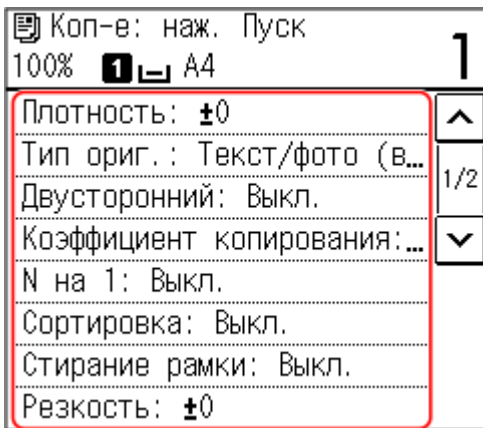 Коп-е: наж. Пуск
100% 1 A4
1
Плотность: ±0
Тип ориг.: Текст/фото (в...
1/2
Двусторонний: Выкл.
Коэффициент копирования:...
N на 1: Выкл.
Сортировка: Выкл.
Стирание рамки: Выкл.
Резкость: ±0